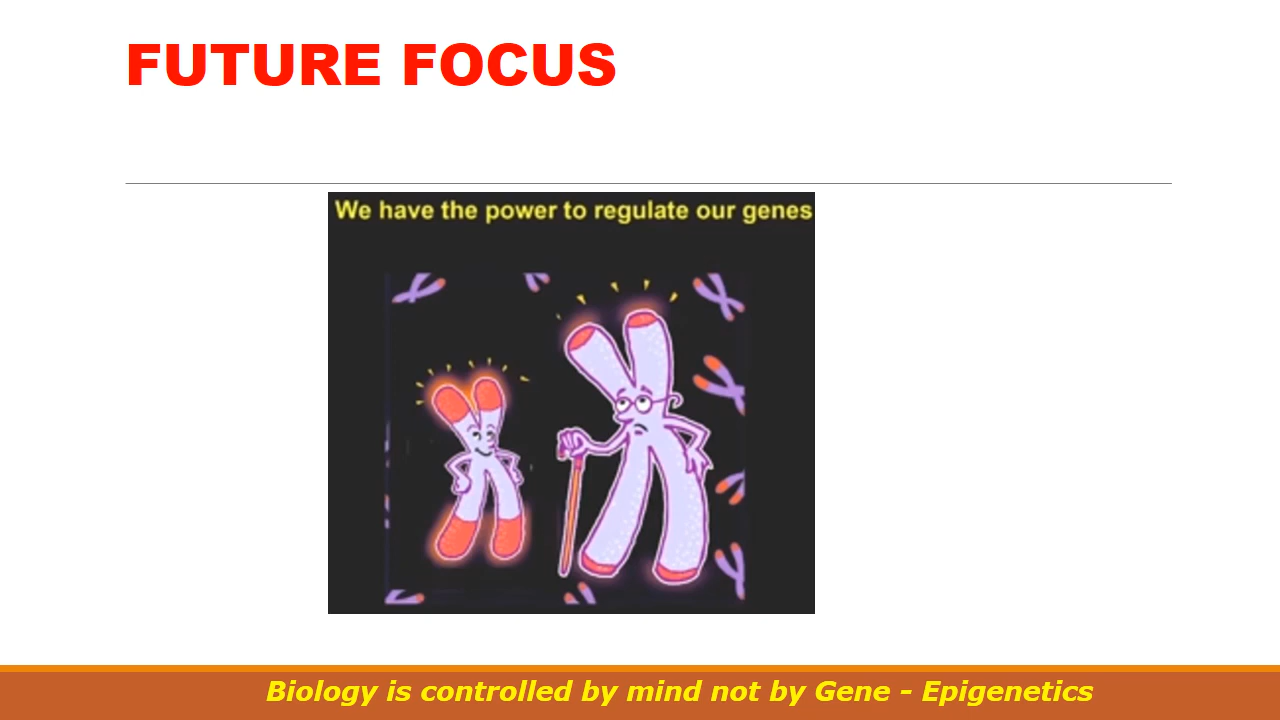 FUTURE FOCUS
We have the power to regulate our genes
Biology is controlled by mind not by Gene - Epigenetics